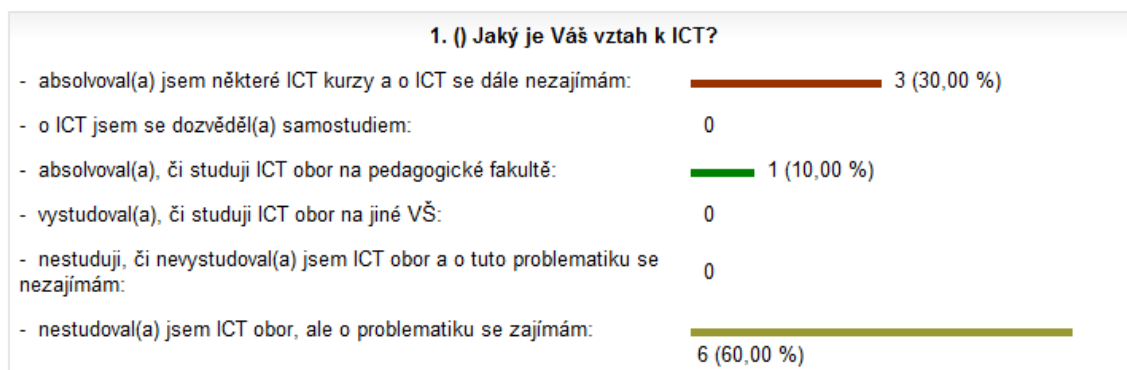 1. () Jaký je Váš vztah k ICT?
- absolvoval(a) jsem některé ICT kurzy a o ICT se dále nezajímám: 3 (30,00 %)
- o ICT jsem se dozvěděl(a) samostudiem: 0
- absolvoval(a), či studuji ICT obor na pedagogické fakultě: 1 (10,00 %)
- vystudoval(a), či studuji ICT obor na jiné VŠ: 0
- nestuduji, či nevystudoval(a) jsem ICT obor a o tuto problematiku se
nezajímám: 0
- nestudoval(a) jsem ICT obor, ale o problematiku se zajímám:
6 (60,00 %)